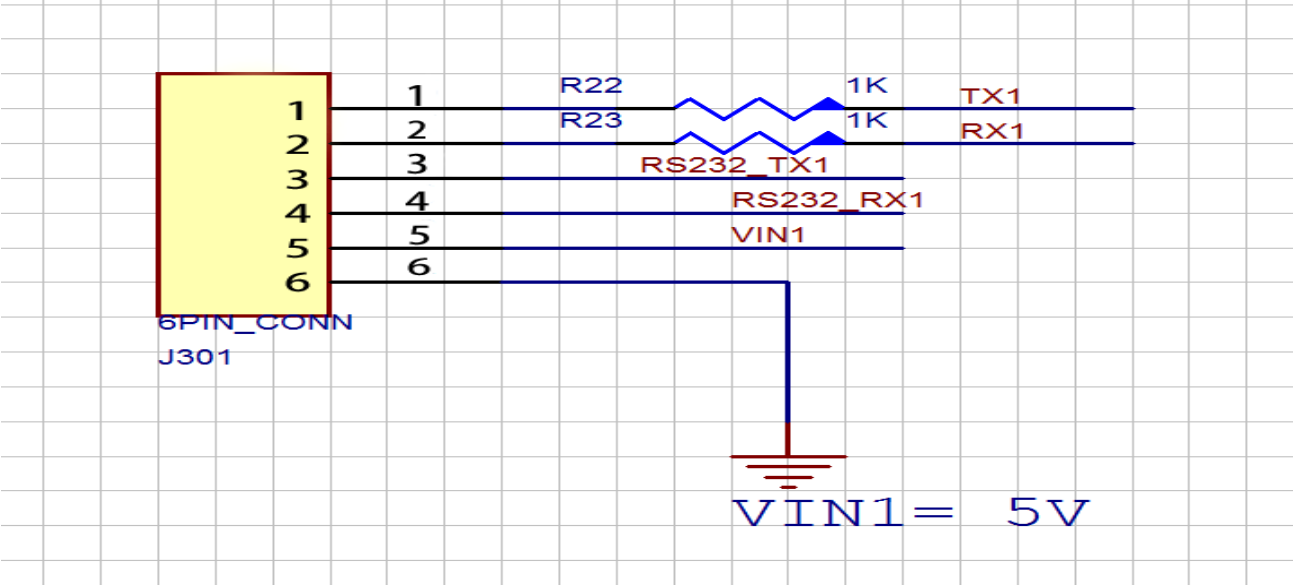 R22 1K TX1
1 1
R23 1K RX1
2 2
RS232_TX1
3 3
RS232_RX1
4 4
VIN1
5 5
6 6
6PIN_CONN
J301
VIN1= 5V